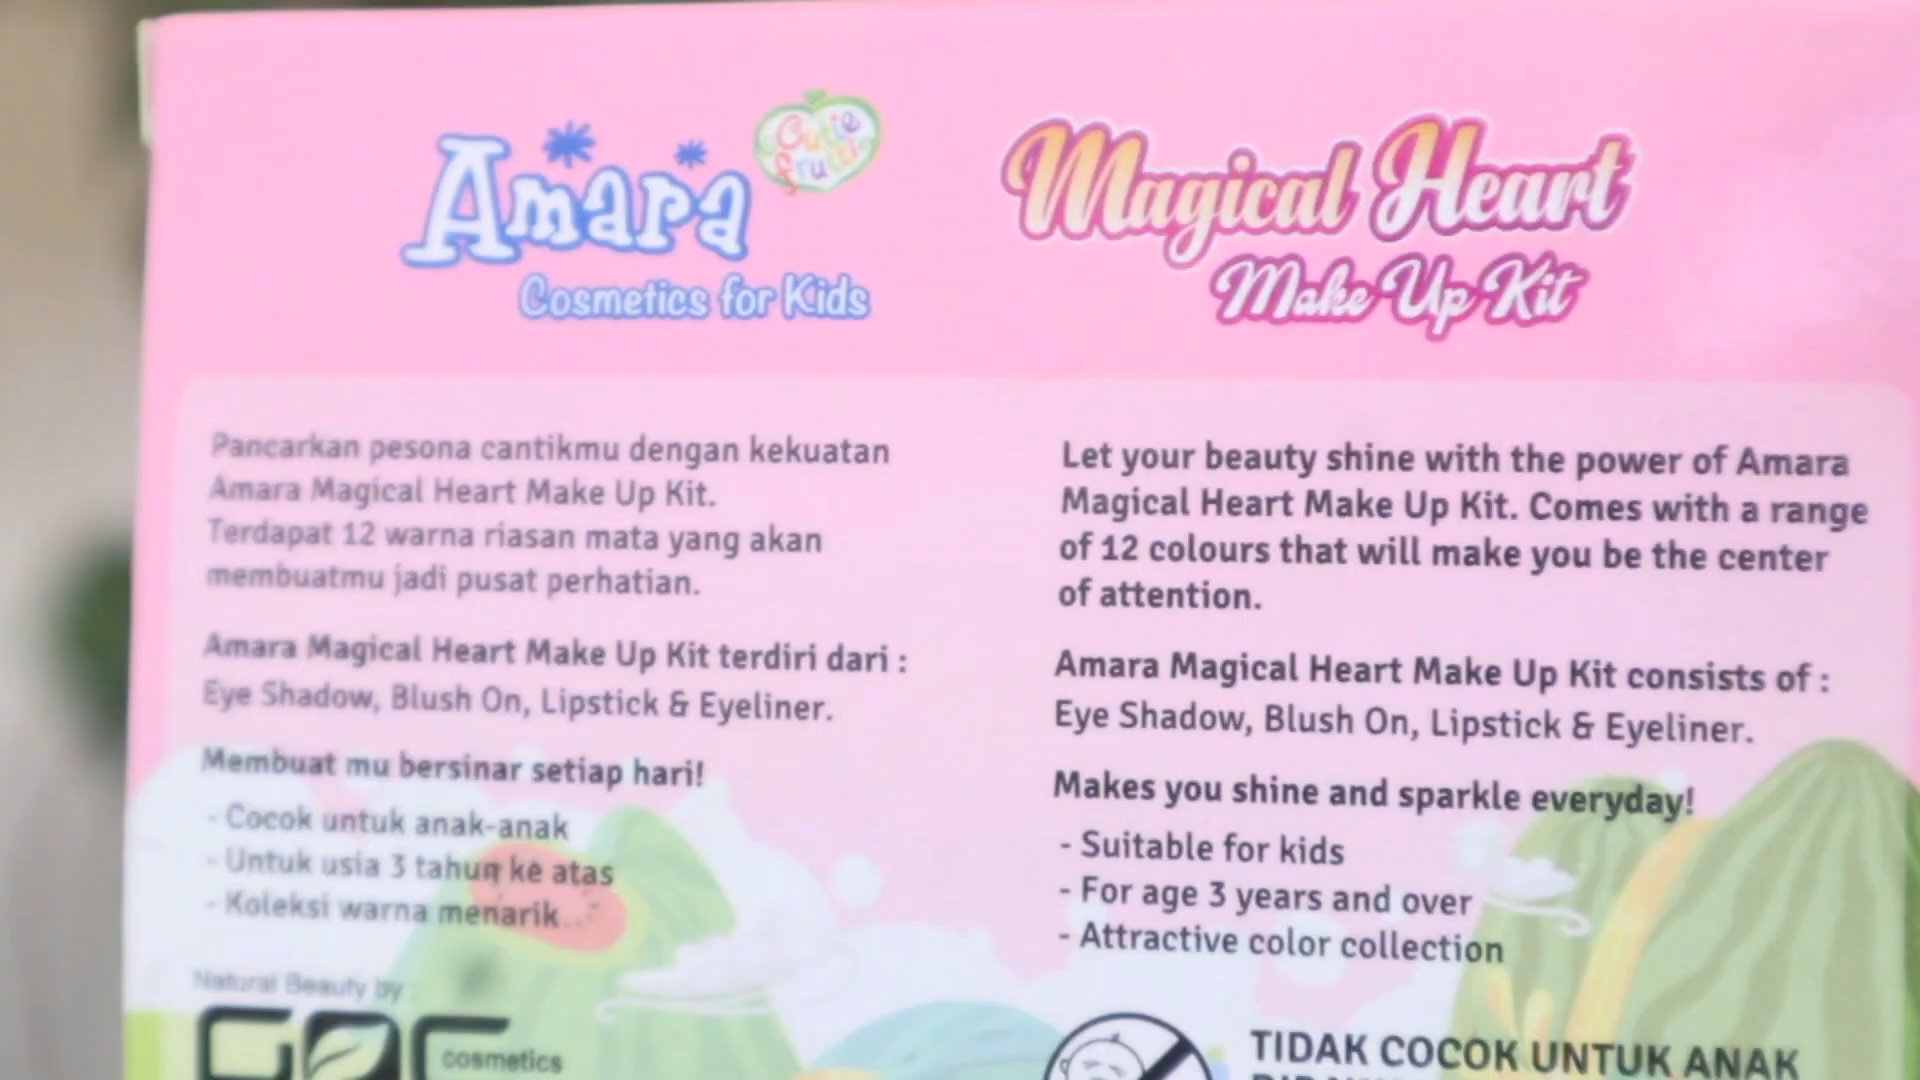 Amara
Cutie
fruttie
Cosmetics for Kids
Magical Heart
Make Up Kit
Pancarkan pesona cantikmu dengan kekuatan
Amara Magical Heart Make Up Kit.
Terdapat 12 warna riasan mata yang akan
membuatmu jadi pusat perhatian.
Amara Magical Heart Make Up Kit terdiri dari :
Eye Shadow, Blush On, Lipstick & Eyeliner.
Membuat mu bersinar setiap hari!
- Cocok untuk anak-anak
- Untuk usia 3 tahun ke atas
- Koleksi warna menarik
Natural Beauty by :
cosmetics
Let your beauty shine with the power of Amara
Magical Heart Make Up Kit. Comes with a range
of 12 colours that will make you be the center
of attention.
Amara Magical Heart Make Up Kit consists of :
Eye Shadow, Blush On, Lipstick & Eyeliner.
Makes you shine and sparkle everyday!
- Suitable for kids
- For age 3 years and over
- Attractive color collection
TIDAK COCOK UNTUK ANAK